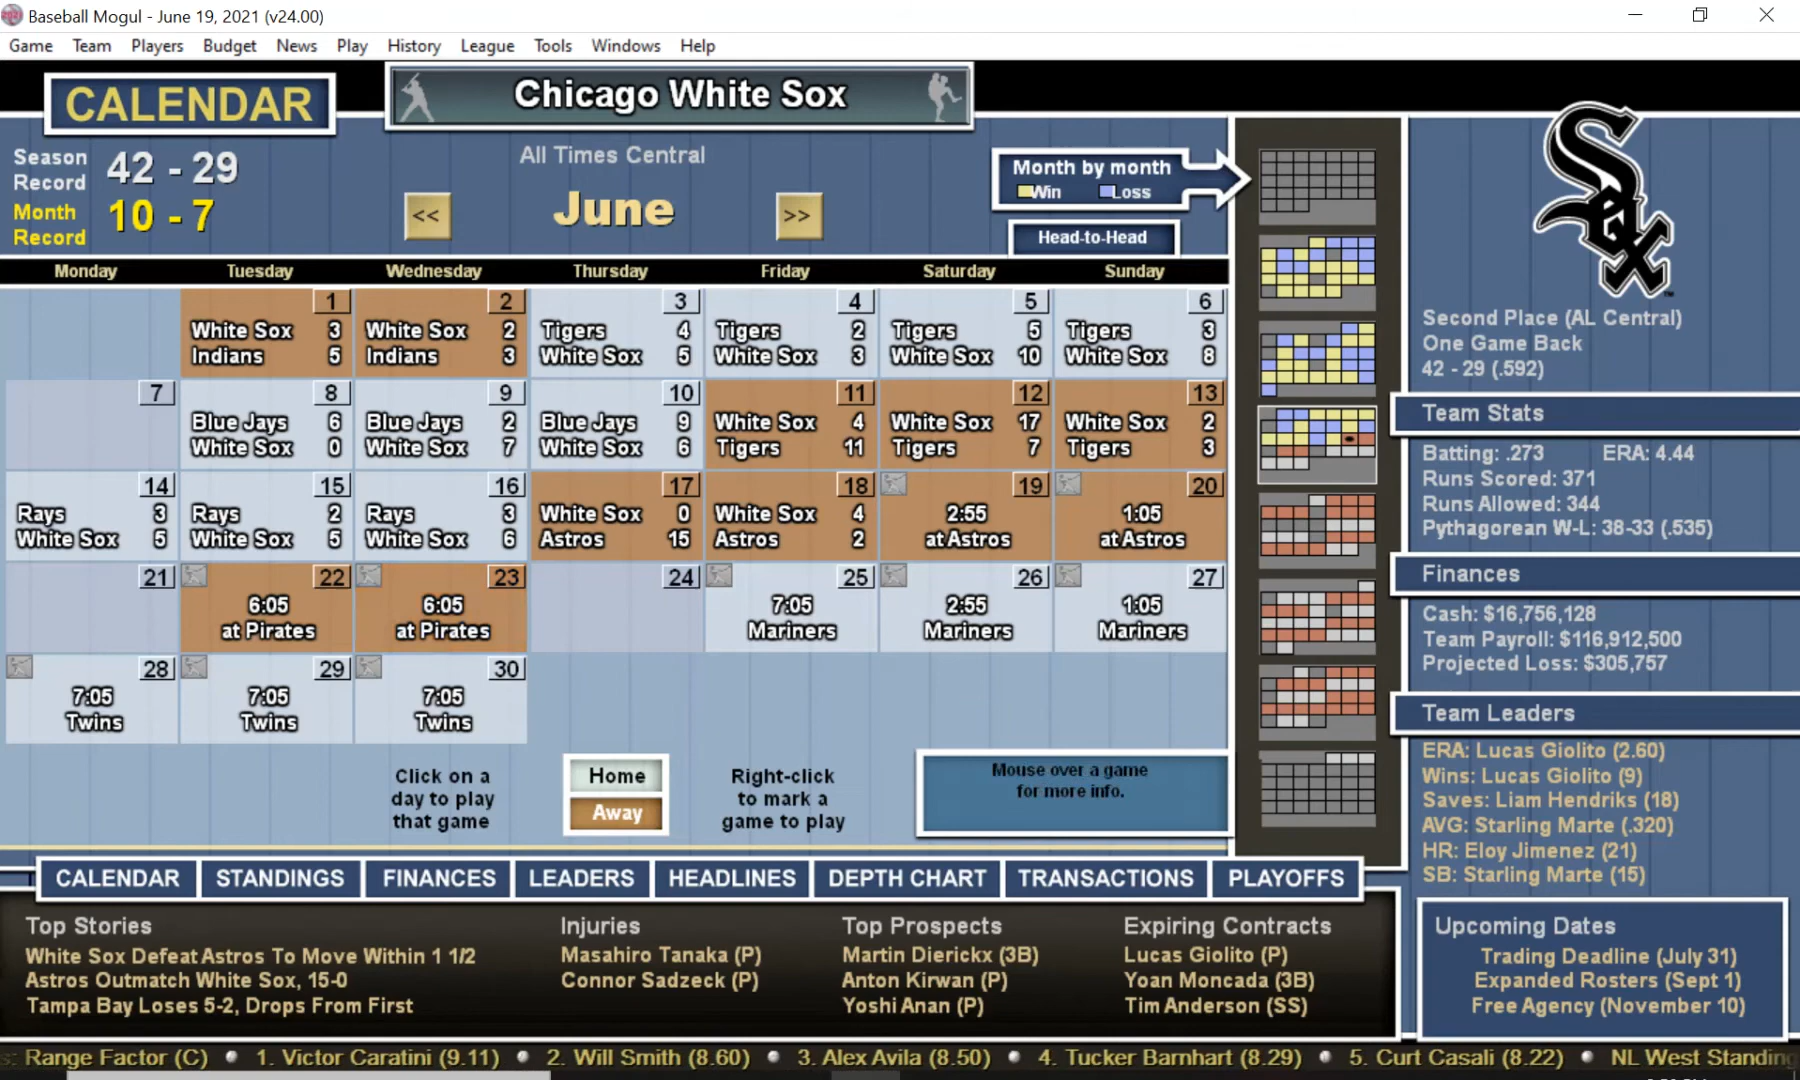 Baseball Mogul - June 19, 2021 (v24.00)
Game Team Players Budget News Play History League Tools Windows Help
CALENDAR
Chicago White Sox
Season Record 42 - 29
Month Record 10 - 7
All Times Central
<< June >>
Month by month
Win Loss
Head-to-Head
Monday Tuesday Wednesday Thursday Friday Saturday Sunday
1 2 3 4 5 6
White Sox 3 White Sox 2 Tigers 4 Tigers 2 Tigers 5 Tigers 3
Indians 5 Indians 3 White Sox 5 White Sox 3 White Sox 10 White Sox 8
7 8 9 10 11 12 13
Blue Jays 6 Blue Jays 2 Blue Jays 9 White Sox 4 White Sox 17 White Sox 2
White Sox 0 White Sox 7 White Sox 6 Tigers 11 Tigers 7 Tigers 3
14 15 16 17 18 19 20
Rays 3 Rays 2 Rays 3 White Sox 0 White Sox 4 2:55 1:05
White Sox 5 White Sox 5 White Sox 6 Astros 15 Astros 2 at Astros at Astros
21 22 23 24 25 26 27
6:05 6:05 7:05 2:55 1:05
at Pirates at Pirates Mariners Mariners Mariners
28 29 30
7:05 7:05 7:05
Twins Twins Twins
Click on a
day to play
that game
Home
Away
Right-click
to mark a
game to play
Mouse over a game
for more info.
Sox
Second Place (AL Central)
One Game Back
42 - 29 (.592)
Team Stats
Batting: .273 ERA: 4.44
Runs Scored: 371
Runs Allowed: 344
Pythagorean W-L: 38-33 (.535)
Finances
Cash: $16,756,128
Team Payroll: $116,912,500
Projected Loss: $305,757
Team Leaders
ERA: Lucas Giolito (2.60)
Wins: Lucas Giolito (9)
Saves: Liam Hendriks (18)
AVG: Starling Marte (.320)
HR: Eloy Jimenez (21)
SB: Starling Marte (15)
CALENDAR STANDINGS FINANCES LEADERS HEADLINES DEPTH CHART TRANSACTIONS PLAYOFFS
Top Stories
White Sox Defeat Astros To Move Within 1 1/2
Astros Outmatch White Sox, 15-0
Tampa Bay Loses 5-2, Drops From First
Injuries
Masahiro Tanaka (P)
Connor Sadzeck (P)
Top Prospects
Martin Dierickx (3B)
Anton Kirwan (P)
Yoshi Anan (P)
Expiring Contracts
Lucas Giolito (P)
Yoan Moncada (3B)
Tim Anderson (SS)
Upcoming Dates
Trading Deadline (July 31)
Expanded Rosters (Sept 1)
Free Agency (November 10)
s: Range Factor (C) 1. Victor Caratini (9.11) 2. Will Smith (8.60) 3. Alex Avila (8.50) 4. Tucker Barnhart (8.29) 5. Curt Casali (8.22) NL West Standin